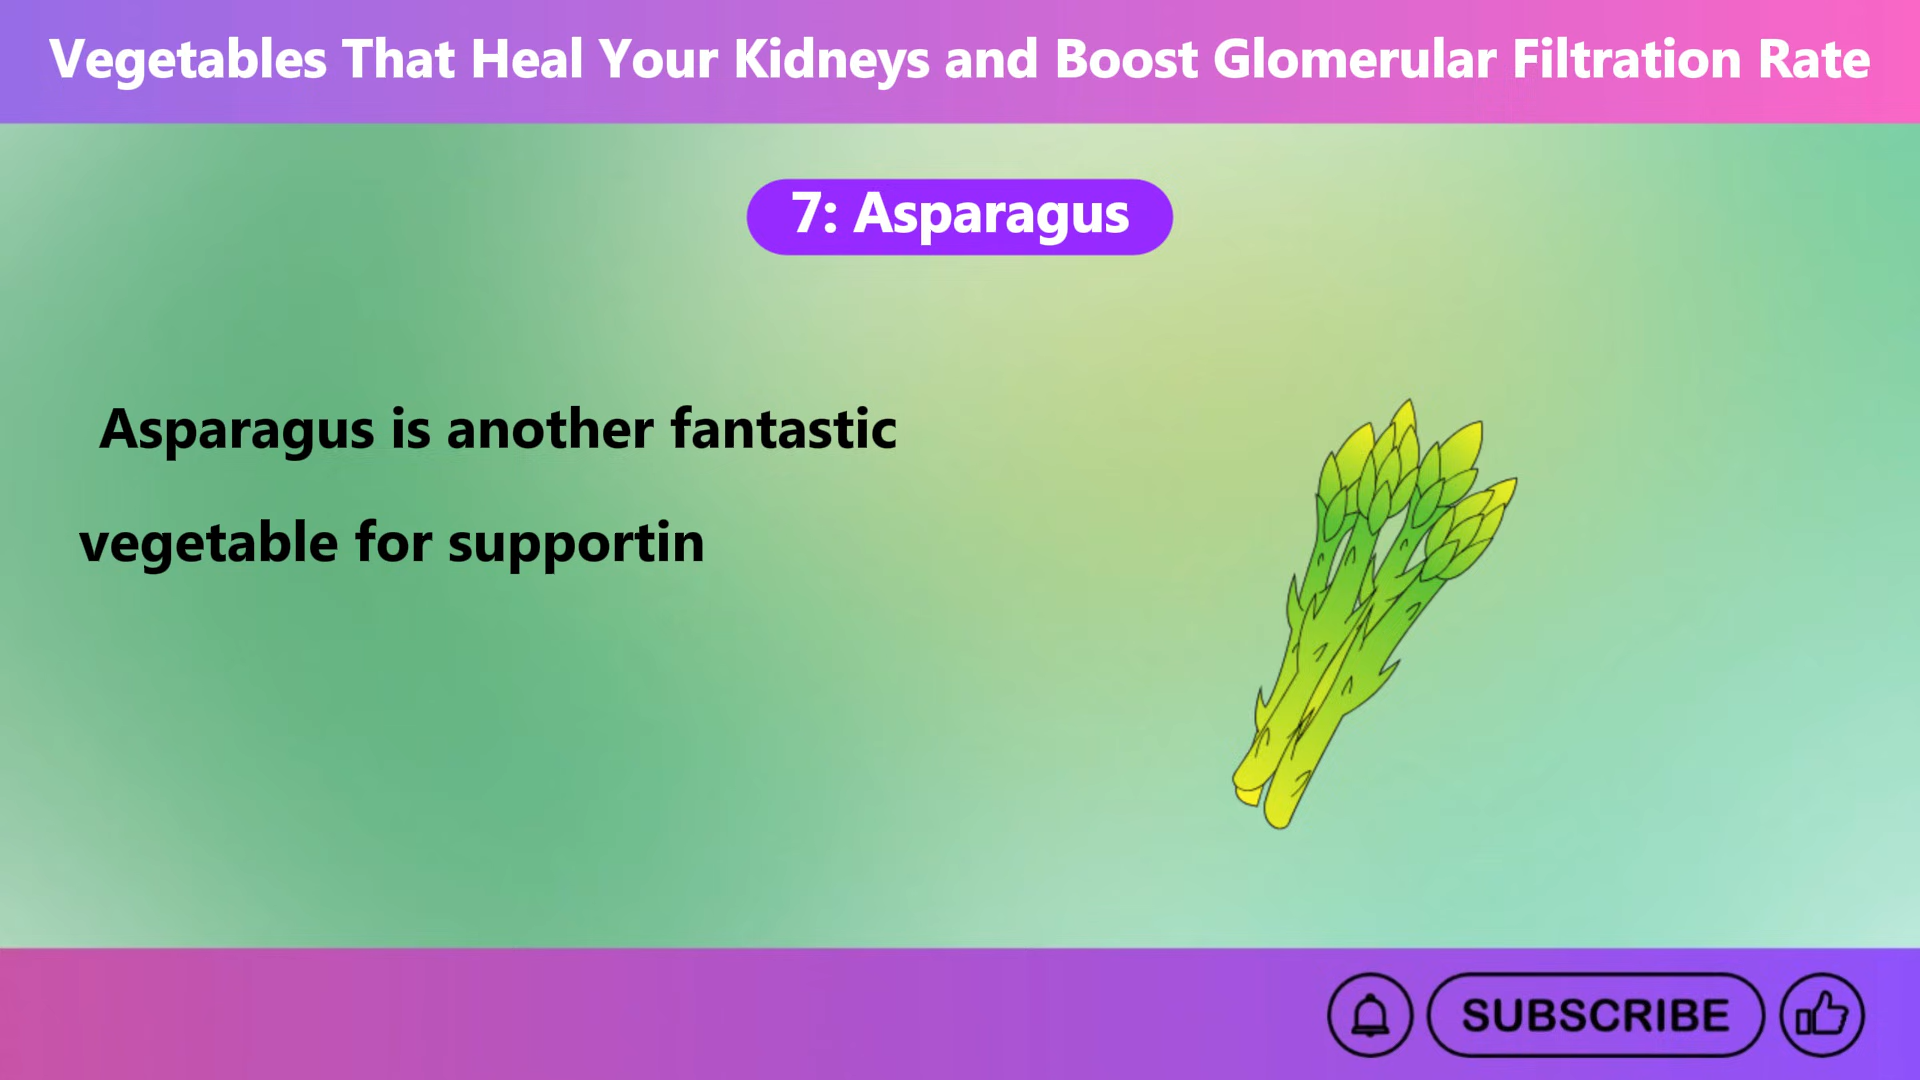 Vegetables That Heal Your Kidneys and Boost Glomerular Filtration Rate
7: Asparagus
Asparagus is another fantastic
vegetable for supportin
SUBSCRIBE